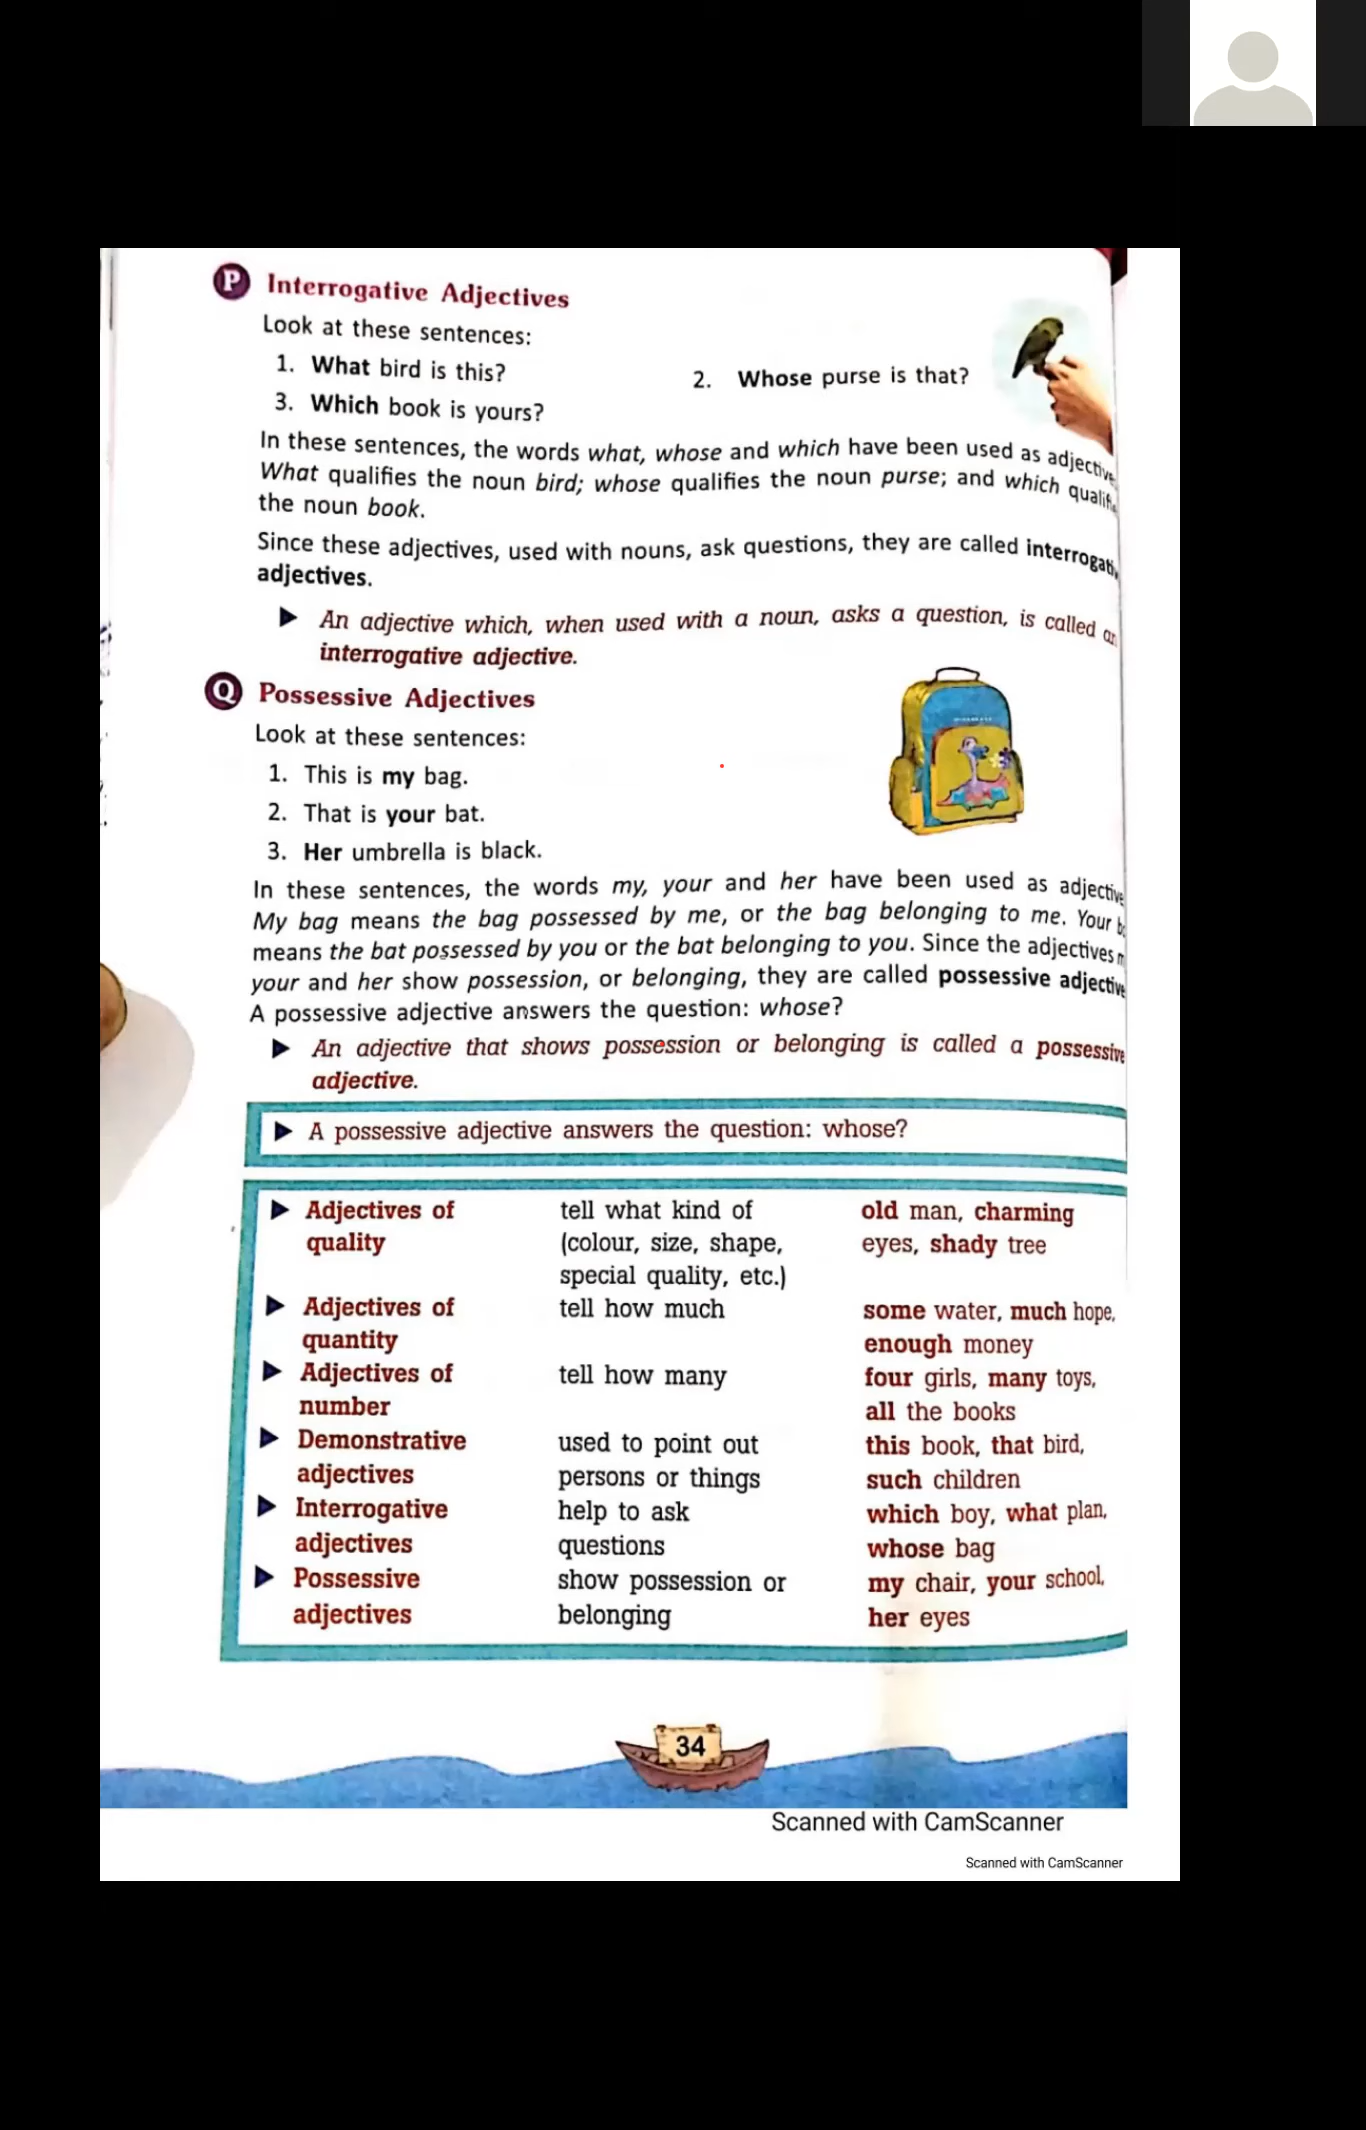 P Interrogative Adjectives
Look at these sentences:
1. What bird is this?
2. Whose purse is that?
3. Which book is yours?
In these sentences, the words what, whose and which have been used as
What qualifies the noun bird; whose qualifies the noun purse; and which
the noun book.
Since these adjectives, used with nouns, ask questions, they are called
adjectives.
An adjective which, when used with a noun, asks a question, is called an
interrogative adjective.
Q Possessive Adjectives
Look at these sentences:
1. This is my bag.
2. That is your bat.
3. Her umbrella is black.
In these sentences, the words my, your and her have been used as
My bag means the bag possessed by me, or the bag belonging to me. Your
means the bat possessed by you or the bat belonging to you. Since the adjectives
your and her show possession, or belonging, they are called possessive
A possessive adjective answers the question: whose?
An adjective that shows possession or belonging is called a possessive
adjective.
A possessive adjective answers the question: whose?
Adjectives of tell what kind of old man, charming
quality (colour, size, shape, eyes, shady tree
special quality, etc.)
Adjectives of tell how much some water, much hope,
quantity enough money
Adjectives of tell how many four girls, many toys,
number all the books
Demonstrative used to point out this book, that bird,
adjectives persons or things such children
Interrogative help to ask which boy, what plan,
adjectives questions whose bag
Possessive show possession or my chair, your school,
adjectives belonging her eyes
34
Scanned with CamScanner
Scanned with CamScanner